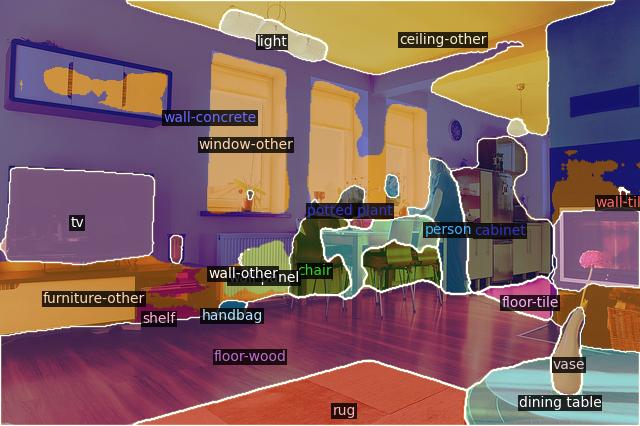 light
ceiling-other
wall-concrete
window-other
wall-til
potted plant
tv
person
cabinet
wall-other
nel
chair
furniture-other
floor-tile
shelf
handbag
floor-wood
vase
dining table
rug